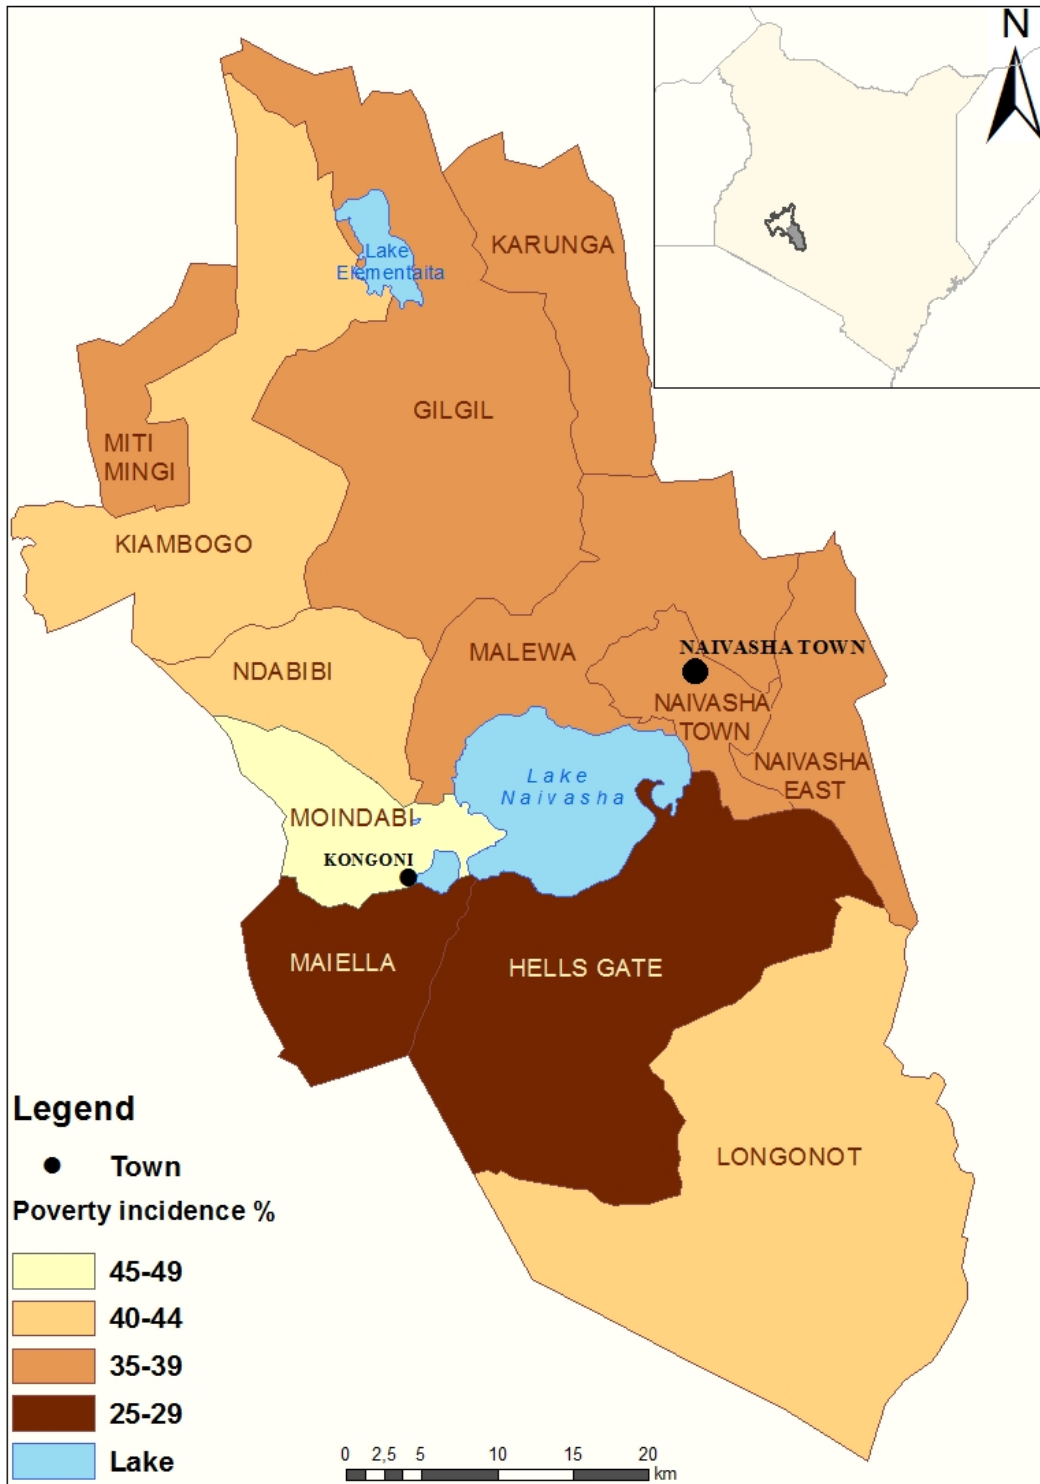 N
KARUNGA
Lake
Elementaita
GILGIL
MITI
MINGI
KIAMBOGO
NAIVASHA TOWN
MALEWA
NDABIBI
NAIVASHA
TOWN
NAIVASHA
EAST
Lake
Naivasha
MOINDABI
KONGONI
MAIELLA
HELLS GATE
LONGONOT
Legend
Town
Poverty incidence %
45-49
40-44
35-39
25-29
Lake
0 2,5 5 10 15 20
km